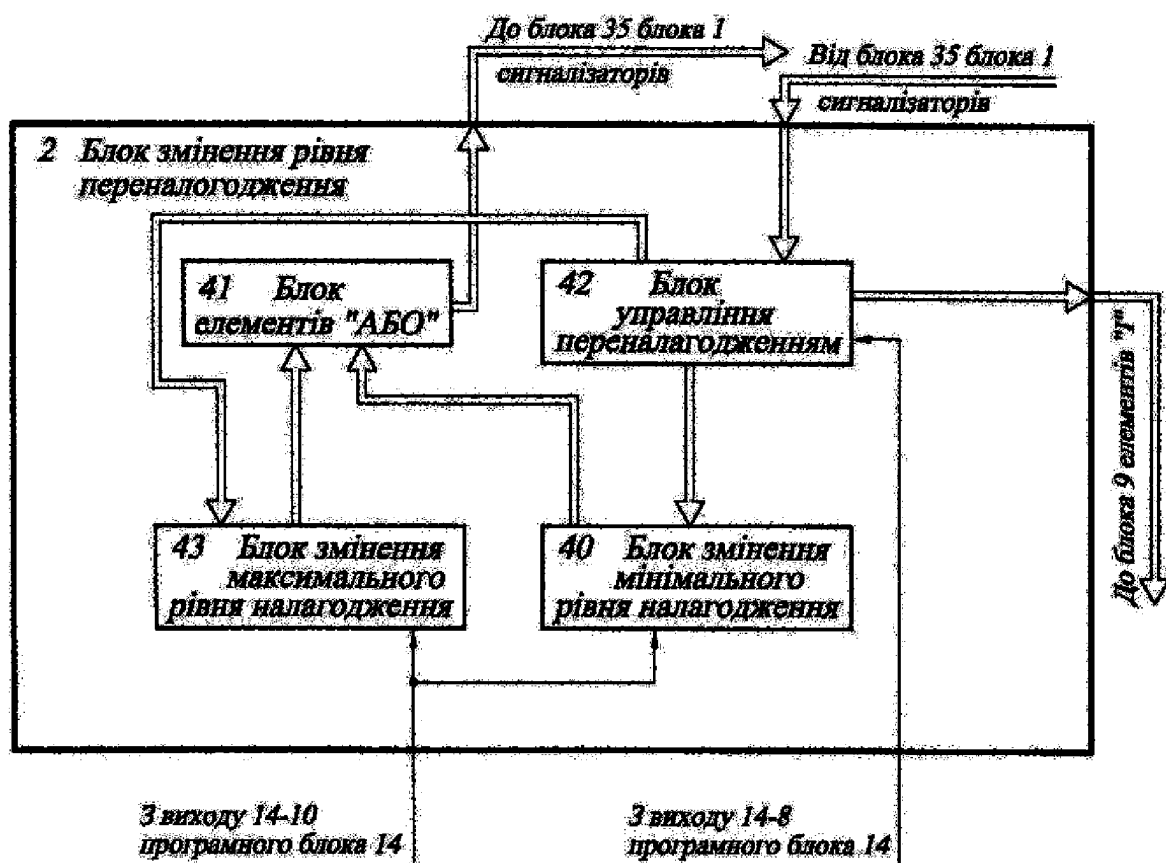 До блока 35 блока 1
сигналізаторів
Від блока 35 блока 1
сигналізаторів
2 Блок змінення рівня
переналогодження
41 Блок
елементів "АБО"
42 Блок
управління
переналагодженням
До блока 9 елементів "І"
43 Блок змінення
максимального
рівня налагодження
40 Блок змінення
мінімального
рівня налагодження
З виходу 14-10
програмного блока 14
З виходу 14-8
програмного блока 14